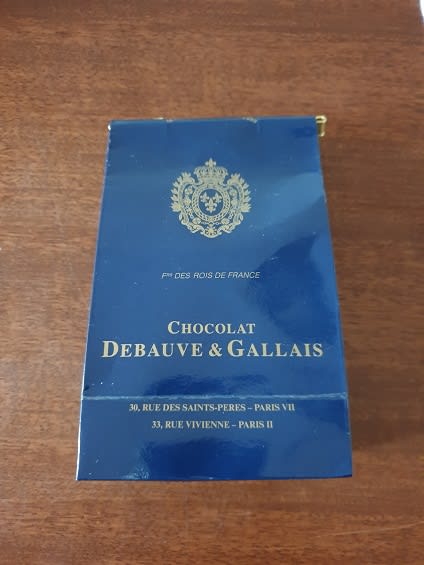 Fᴿˢ DES ROIS DE FRANCE
CHOCOLAT
DEBAUVE & GALLAIS
30, RUE DES SAINTS-PERES – PARIS VII
33, RUE VIVIENNE – PARIS II